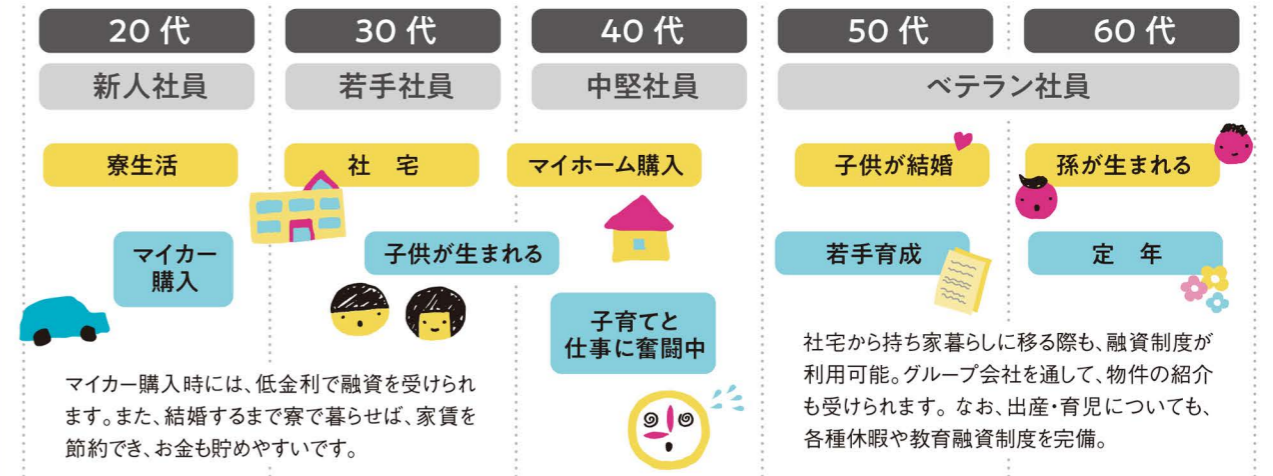 20代
30代
40代
50代
60代
新人社員
若手社員
中堅社員
ベテラン社員
寮生活
社　宅
マイホーム購入
子供が結婚
孫が生まれる
マイカー
購入
子供が生まれる
若手育成
定　年
子育てと
仕事に奮闘中
マイカー購入時には、低金利で融資を受けられ
ます。また、結婚するまで寮で暮らせば、家賃を
節約でき、お金も貯めやすいです。
社宅から持ち家暮らしに移る際も、融資制度が
利用可能。グループ会社を通して、物件の紹介
も受けられます。なお、出産・育児についても、
各種休暇や教育融資制度を完備。